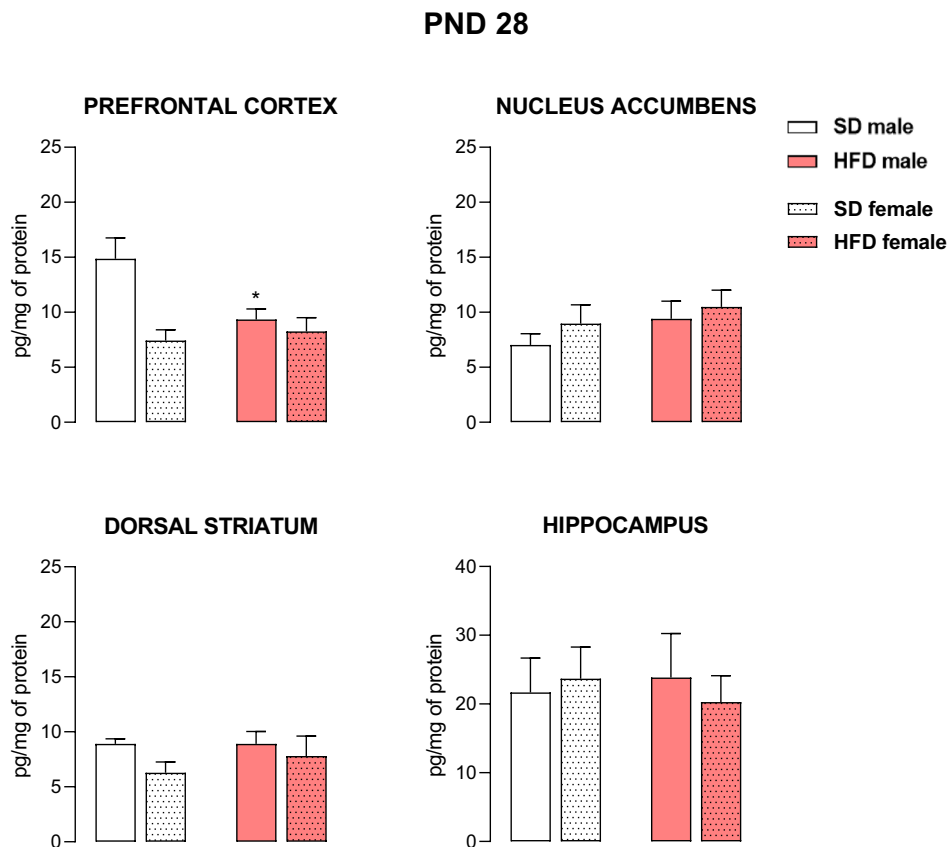 PND 28
PREFRONTAL CORTEX
25
20
15
10
5
0
pg/mg of protein
*
NUCLEUS ACCUMBENS
25
20
15
10
5
0
pg/mg of protein
SD male
HFD male
SD female
HFD female
DORSAL STRIATUM
25
20
15
10
5
0
pg/mg of protein
HIPPOCAMPUS
40
30
20
10
0
pg/mg of protein